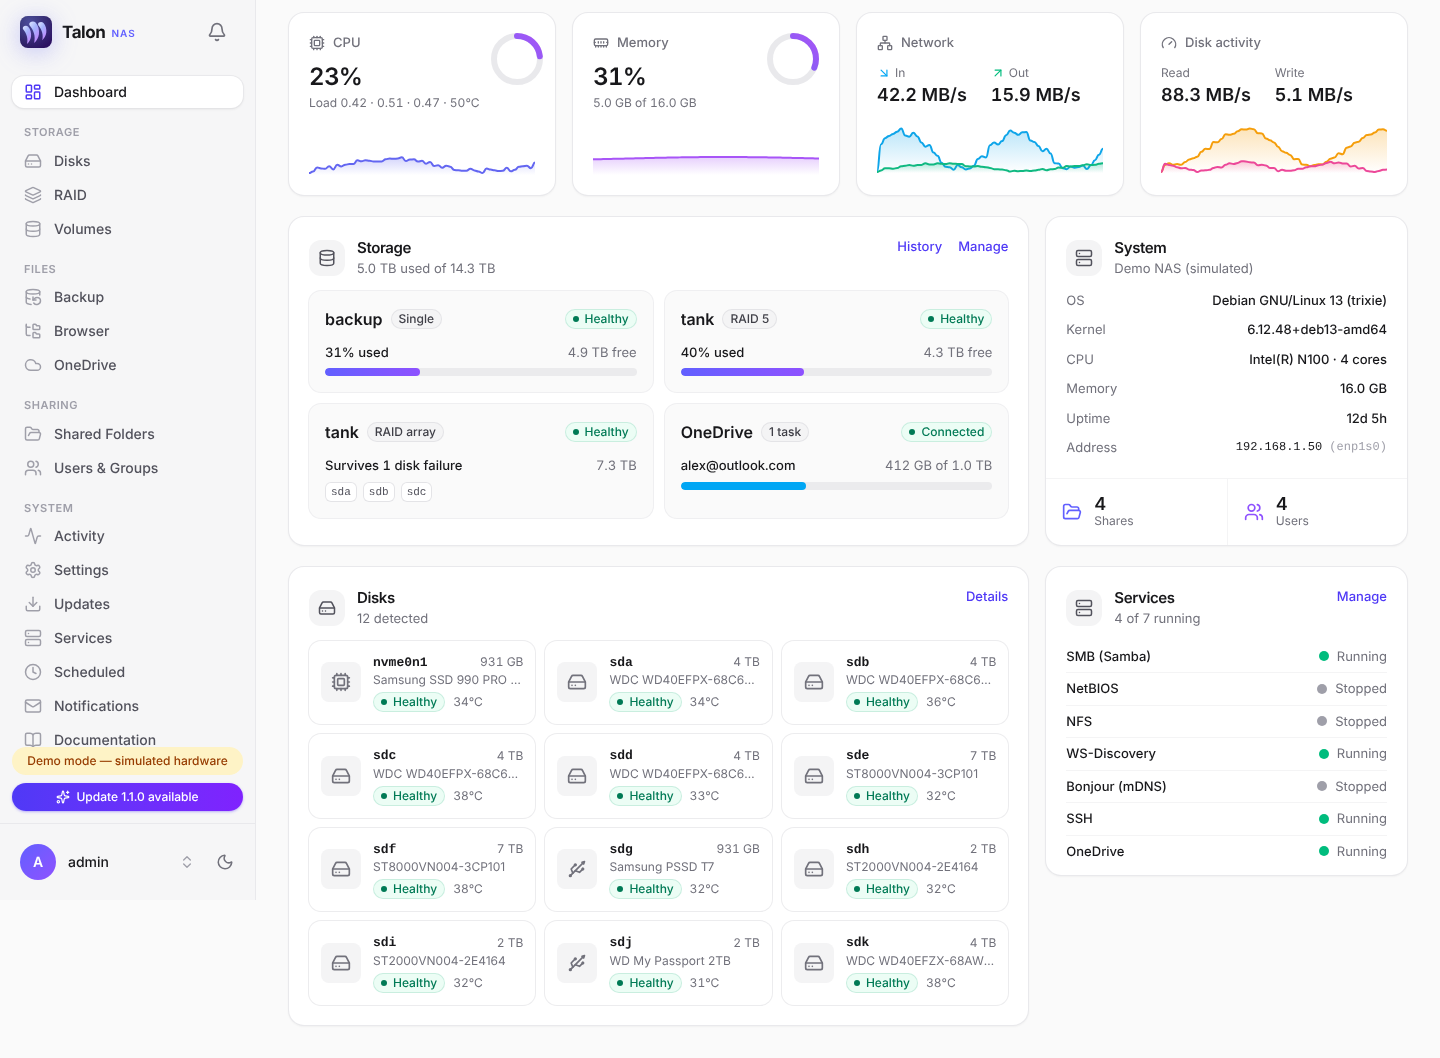 Talon NAS
Dashboard
STORAGE
Disks
RAID
Volumes
FILES
Backup
Browser
OneDrive
SHARING
Shared Folders
Users & Groups
SYSTEM
Activity
Settings
Updates
Services
Scheduled
Notifications
Documentation
Demo mode — simulated hardware
Update 1.1.0 available
A admin
CPU
23%
Load 0.42 · 0.51 · 0.47 · 50°C
Memory
31%
5.0 GB of 16.0 GB
Network
In Out
42.2 MB/s 15.9 MB/s
Disk activity
Read Write
88.3 MB/s 5.1 MB/s
Storage
5.0 TB used of 14.3 TB
History Manage
backup Single Healthy
31% used 4.9 TB free
tank RAID 5 Healthy
40% used 4.3 TB free
tank RAID array Healthy
Survives 1 disk failure 7.3 TB
sda sdb sdc
OneDrive 1 task Connected
alex@outlook.com 412 GB of 1.0 TB
System
Demo NAS (simulated)
OS Debian GNU/Linux 13 (trixie)
Kernel 6.12.48+deb13-amd64
CPU Intel(R) N100 · 4 cores
Memory 16.0 GB
Uptime 12d 5h
Address 192.168.1.50 (enp1s0)
4 Shares
4 Users
Disks
12 detected
Details
nvme0n1 931 GB
Samsung SSD 990 PRO ...
Healthy 34°C
sda 4 TB
WDC WD40EFPX-68C6...
Healthy 34°C
sdb 4 TB
WDC WD40EFPX-68C6...
Healthy 36°C
sdc 4 TB
WDC WD40EFPX-68C6...
Healthy 38°C
sdd 4 TB
WDC WD40EFPX-68C6...
Healthy 33°C
sde 7 TB
ST8000VN004-3CP101
Healthy 32°C
sdf 7 TB
ST8000VN004-3CP101
Healthy 38°C
sdg 931 GB
Samsung PSSD T7
Healthy 32°C
sdh 2 TB
ST2000VN004-2E4164
Healthy 32°C
sdi 2 TB
ST2000VN004-2E4164
Healthy 32°C
sdj 2 TB
WD My Passport 2TB
Healthy 31°C
sdk 4 TB
WDC WD40EFZX-68AW...
Healthy 38°C
Services
4 of 7 running
Manage
SMB (Samba) Running
NetBIOS Stopped
NFS Stopped
WS-Discovery Running
Bonjour (mDNS) Stopped
SSH Running
OneDrive Running